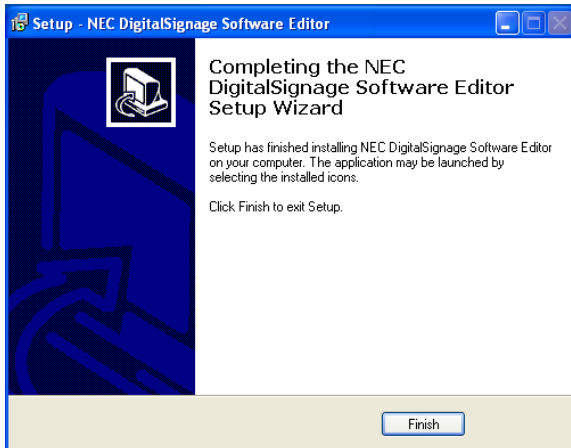 Setup - NEC DigitalSignage Software Editor
Completing the NEC
DigitalSignage Software Editor
Setup Wizard
Setup has finished installing NEC DigitalSignage Software Editor
on your computer. The application may be launched by
selecting the installed icons.
Click Finish to exit Setup.
Finish